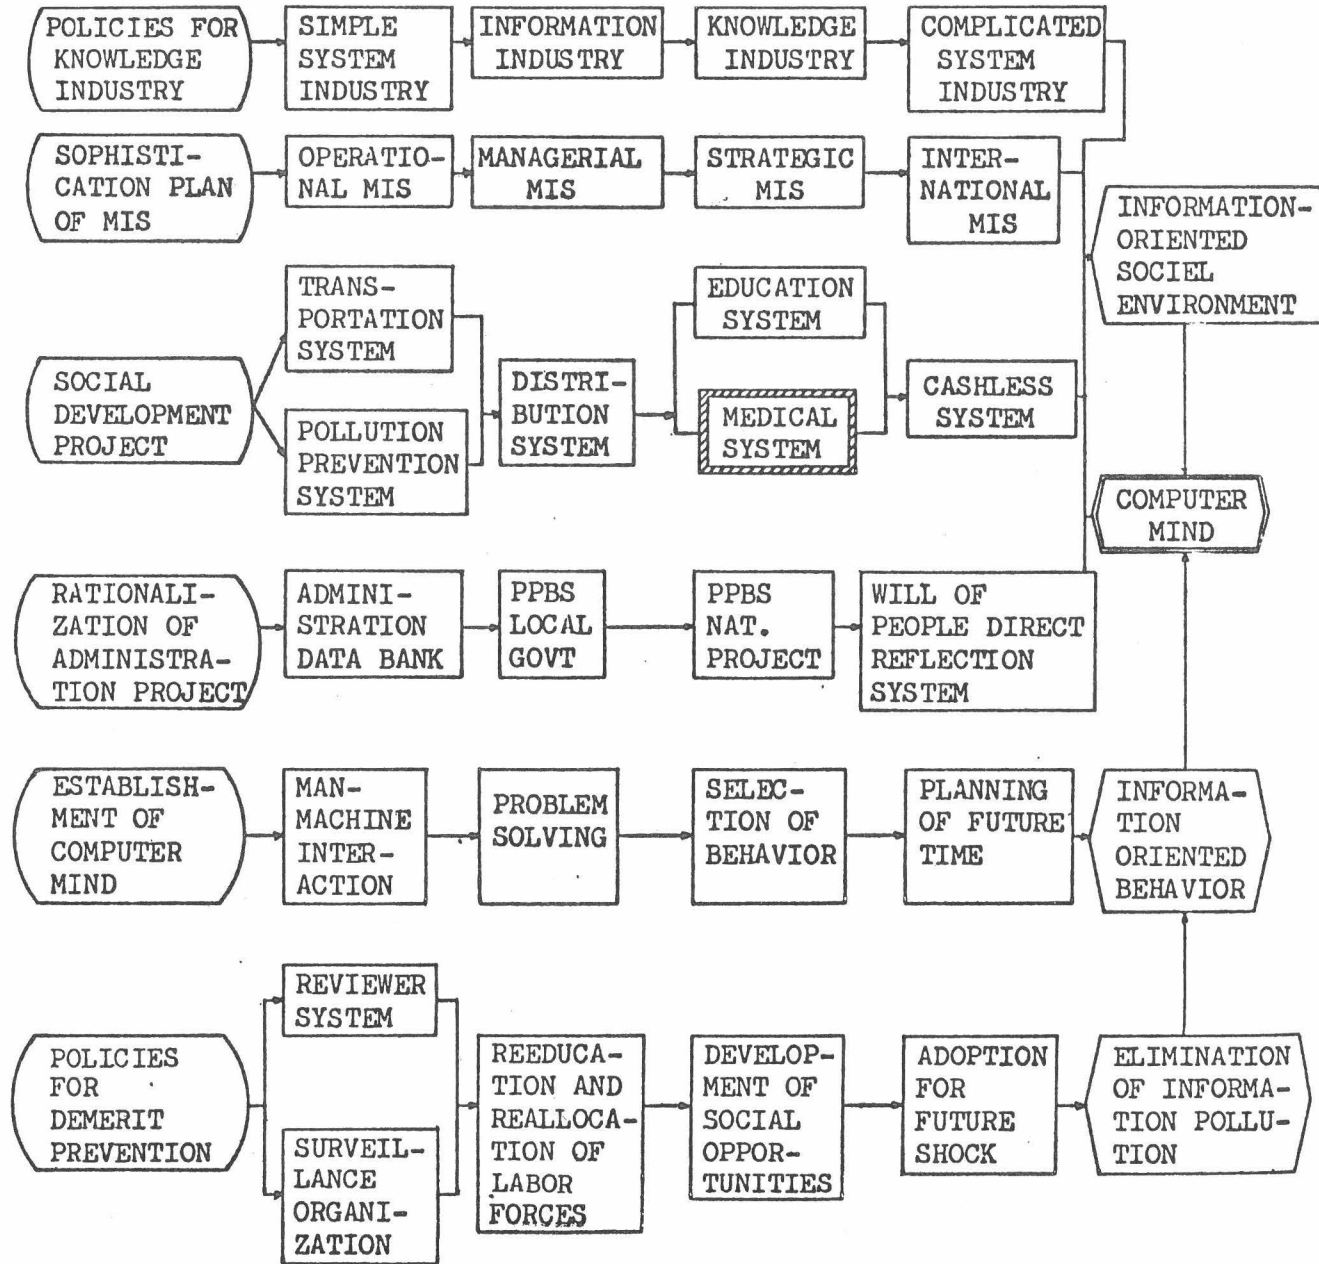 POLICIES FOR
KNOWLEDGE
INDUSTRY
SIMPLE
SYSTEM
INDUSTRY
INFORMATION
INDUSTRY
KNOWLEDGE
INDUSTRY
COMPLICATED
SYSTEM
INDUSTRY
SOPHISTI-
CATION PLAN
OF MIS
OPERATIO-
NAL MIS
MANAGERIAL
MIS
STRATEGIC
MIS
INTER-
NATIONAL
MIS
INFORMATION-
ORIENTED
SOCIEL
ENVIRONMENT
SOCIAL
DEVELOPMENT
PROJECT
TRANS-
PORTATION
SYSTEM
POLLUTION
PREVENTION
SYSTEM
DISTRI-
BUTION
SYSTEM
EDUCATION
SYSTEM
MEDICAL
SYSTEM
CASHLESS
SYSTEM
COMPUTER
MIND
RATIONALI-
ZATION OF
ADMINISTRA-
TION PROJECT
ADMINI-
STRATION
DATA BANK
PPBS
LOCAL
GOVT
PPBS
NAT.
PROJECT
WILL OF
PEOPLE DIRECT
REFLECTION
SYSTEM
ESTABLISH-
MENT OF
COMPUTER
MIND
MAN-
MACHINE
INTER-
ACTION
PROBLEM
SOLVING
SELEC-
TION OF
BEHAVIOR
PLANNING
OF FUTURE
TIME
INFORMA-
TION
ORIENTED
BEHAVIOR
POLICIES
FOR
DEMERIT
PREVENTION
REVIEWER
SYSTEM
SURVEIL-
LANCE
ORGANI-
ZATION
REEDUCA-
TION AND
REALLOCA-
TION OF
LABOR
FORCES
DEVELOP-
MENT OF
SOCIAL
OPPOR-
TUNITIES
ADOPTION
FOR
FUTURE
SHOCK
ELIMINATION
OF INFORMA-
TION POLLU-
TION